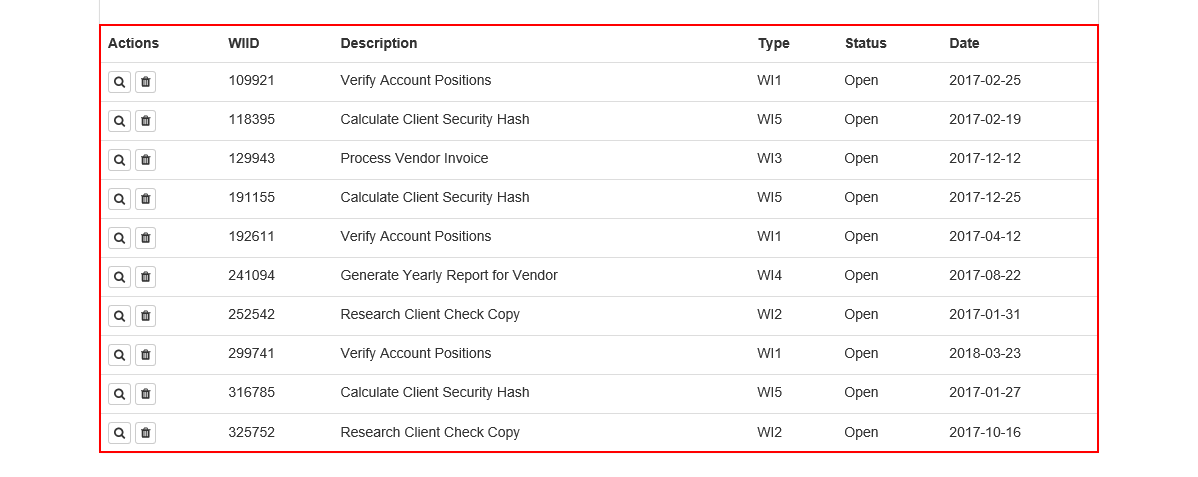 Actions WIID Description Type Status Date
109921 Verify Account Positions WI1 Open 2017-02-25
118395 Calculate Client Security Hash WI5 Open 2017-02-19
129943 Process Vendor Invoice WI3 Open 2017-12-12
191155 Calculate Client Security Hash WI5 Open 2017-12-25
192611 Verify Account Positions WI1 Open 2017-04-12
241094 Generate Yearly Report for Vendor WI4 Open 2017-08-22
252542 Research Client Check Copy WI2 Open 2017-01-31
299741 Verify Account Positions WI1 Open 2018-03-23
316785 Calculate Client Security Hash WI5 Open 2017-01-27
325752 Research Client Check Copy WI2 Open 2017-10-16